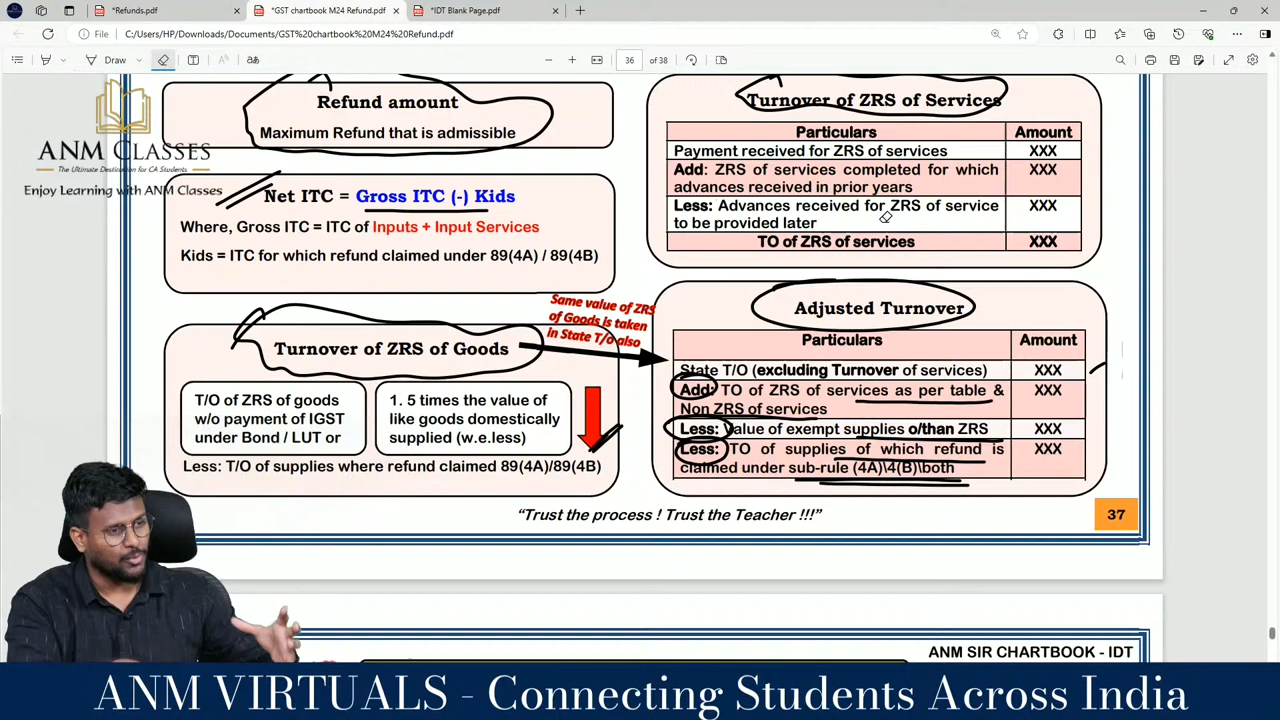 *Refunds.pdf
*GST chartbook M24 Refund.pdf
*IDT Blank Page.pdf
File
C:/Users/HP/Downloads/Documents/GST%20chartbook%20M24%20Refund.pdf
Draw
36
of 38
ANM CLASSES
The Ultimate Destination for CA Students
Enjoy Learning with ANM Classes
Refund amount
Maximum Refund that is admissible
Net ITC = Gross ITC (-) Kids
Where, Gross ITC = ITC of Inputs + Input Services
Kids = ITC for which refund claimed under 89(4A) / 89(4B)
Turnover of ZRS of Services
Particulars Amount
Payment received for ZRS of services XXX
Add: ZRS of services completed for which XXX
advances received in prior years
Less: Advances received for ZRS of service XXX
to be provided later
TO of ZRS of services XXX
Same value of ZRS
of Goods is taken
in State T/o also
Turnover of ZRS of Goods
T/O of ZRS of goods
w/o payment of IGST
under Bond / LUT or
1. 5 times the value of
like goods domestically
supplied (w.e.less)
Less: T/O of supplies where refund claimed 89(4A)/89(4B)
Adjusted Turnover
Particulars Amount
State T/O (excluding Turnover of services) XXX
Add: TO of ZRS of services as per table & XXX
Non ZRS of services
Less: Value of exempt supplies o/than ZRS XXX
Less: TO of supplies of which refund is XXX
claimed under sub-rule (4A)\4(B)\both
“Trust the process ! Trust the Teacher !!!”
37
ANM SIR CHARTBOOK - IDT
ANM VIRTUALS - Connecting Students Across India